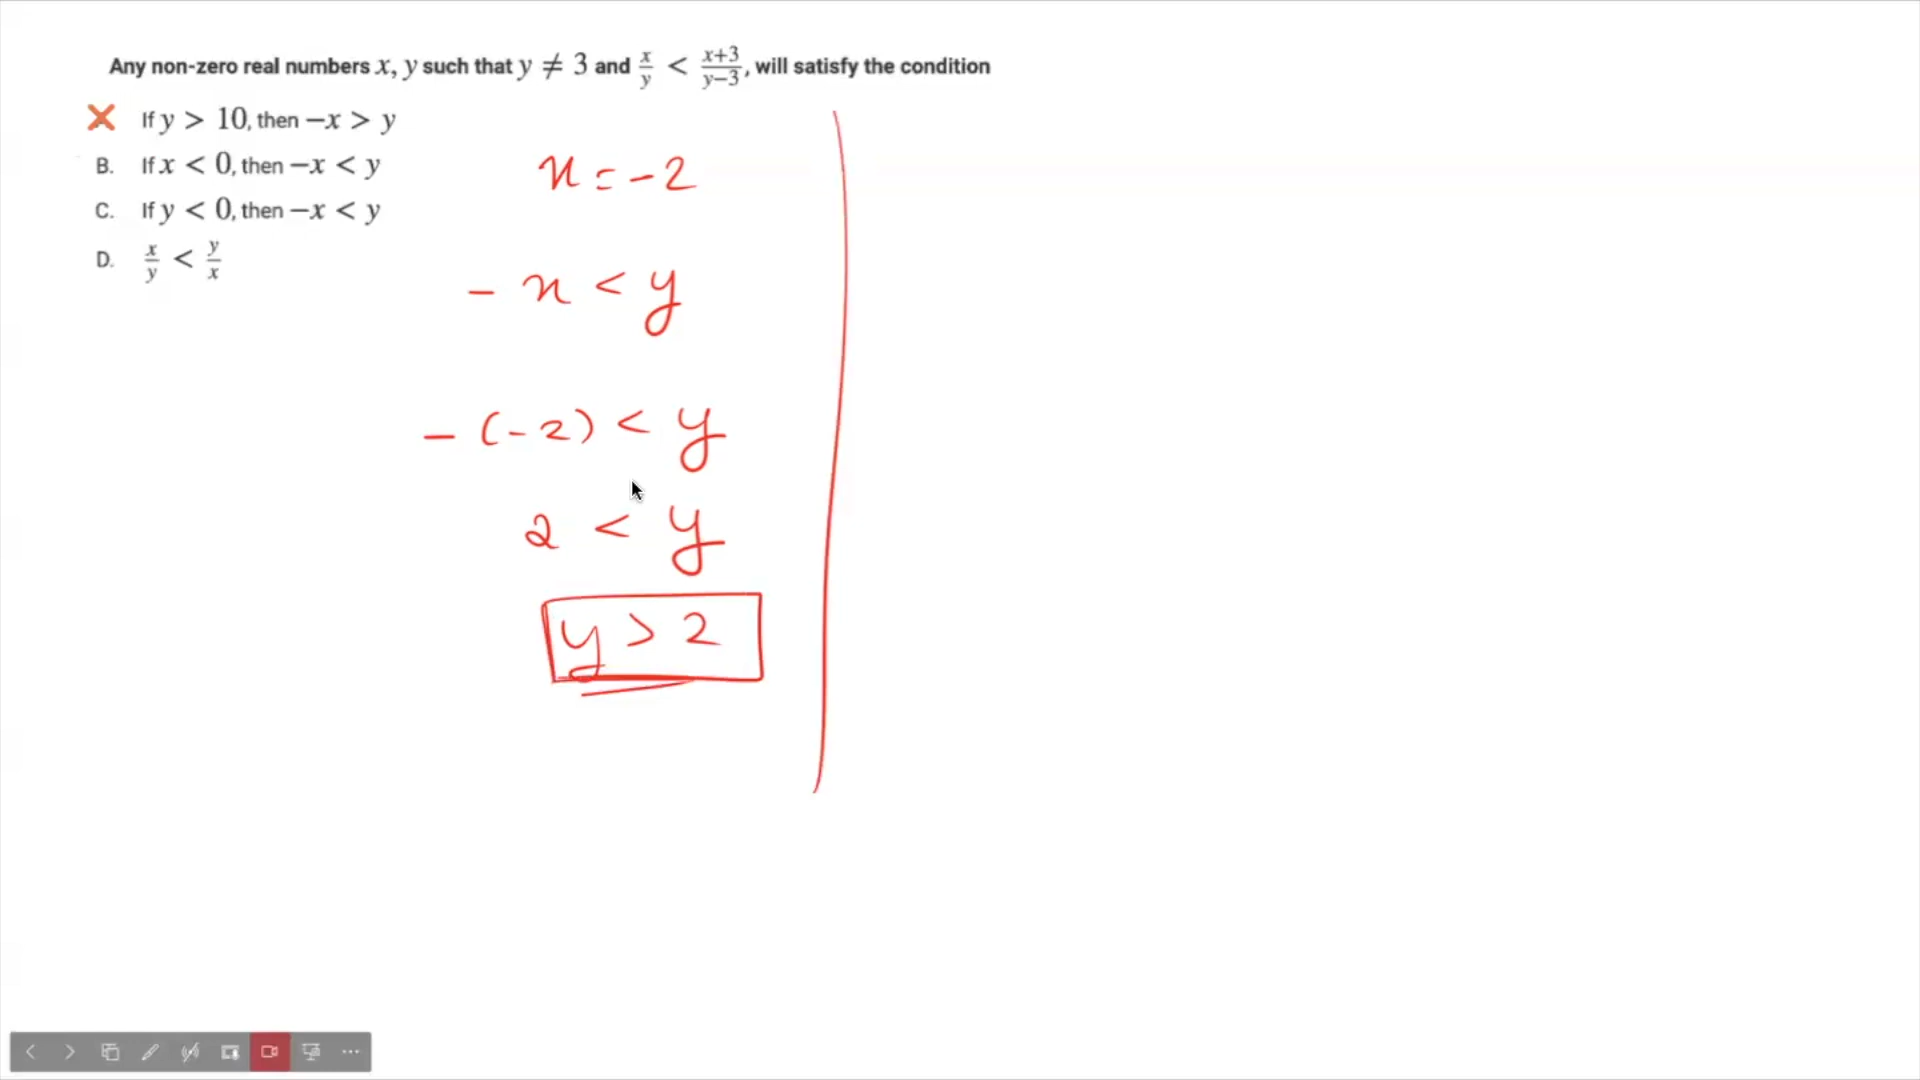 Any non-zero real numbers x, y such that y ≠ 3 and x/y < x+3/y−3, will satisfy the condition
❌ If y > 10, then −x > y
B. If x < 0, then −x < y
C. If y < 0, then −x < y
D. x/y < y/x
x = -2
- x < y
- (-2) < y
2 < y
y > 2